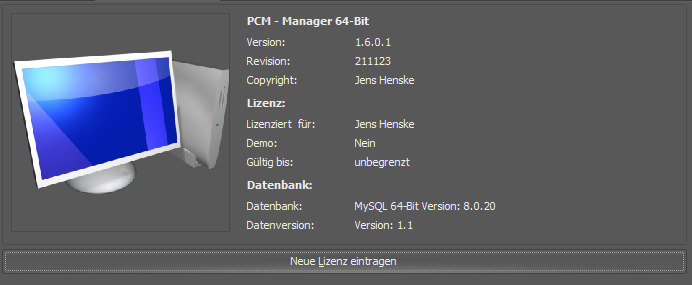 PCM - Manager 64-Bit
Version: 1.6.0.1
Revision: 211123
Copyright: Jens Henske
Lizenz:
Lizenziert für: Jens Henske
Demo: Nein
Gültig bis: unbegrenzt
Datenbank:
Datenbank: MySQL 64-Bit Version: 8.0.20
Datenversion: Version: 1.1
Neue Lizenz eintragen